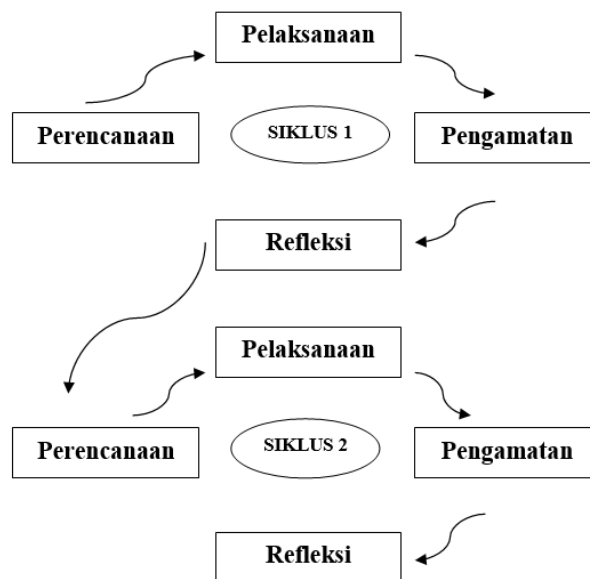 Pelaksanaan
Perencanaan
SIKLUS 1
Pengamatan
Refleksi
Pelaksanaan
Perencanaan
SIKLUS 2
Pengamatan
Refleksi